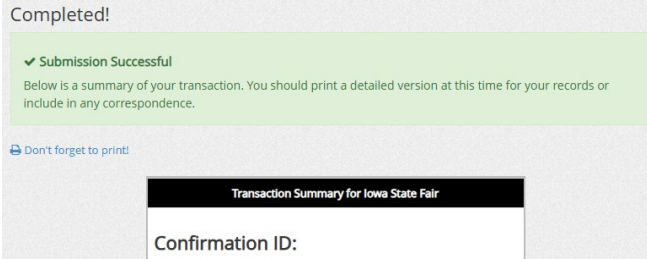 Completed!
✔ Submission Successful
Below is a summary of your transaction. You should print a detailed version at this time for your records or
include in any correspondence.
Don't forget to print!
Transaction Summary for Iowa State Fair
Confirmation ID: